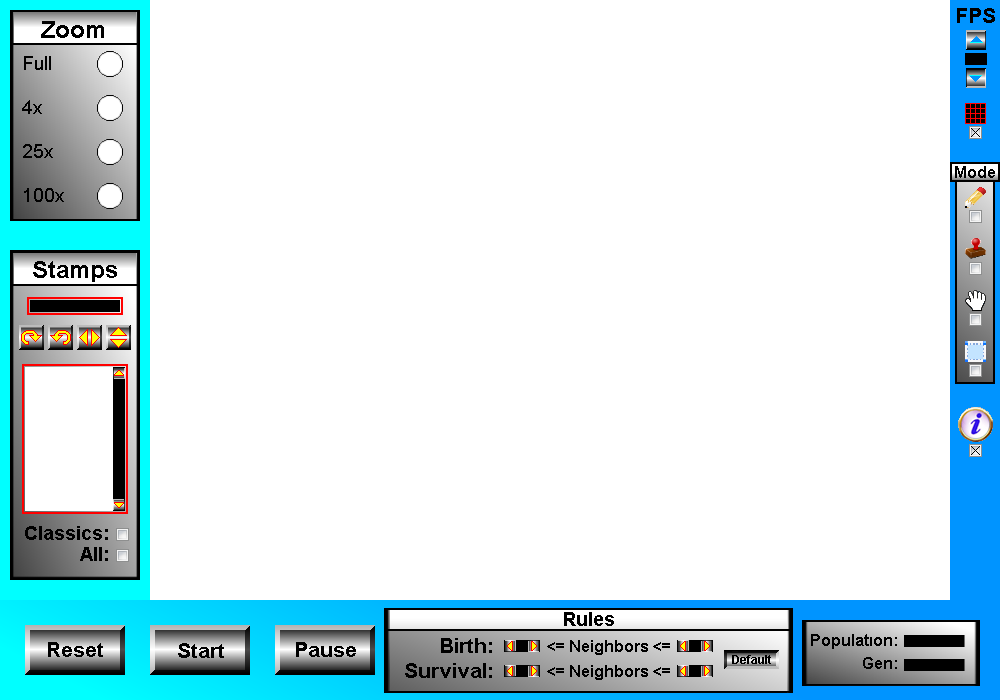 Zoom
Full
4x
25x
100x
Stamps
Classics:
All:
FPS
Mode
i
Reset
Start
Pause
Rules
Birth: <= Neighbors <=
Survival: <= Neighbors <=
Default
Population:
Gen: